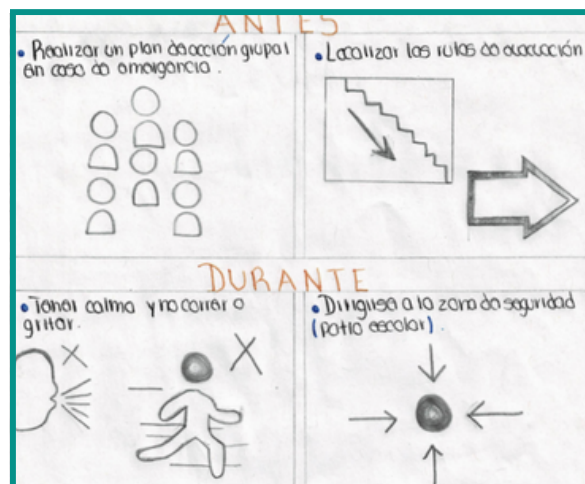 ANTES
• Realizar un plan de acción grupal
en caso de emergencia.
• Localizar las rutas de evacuación
DURANTE
• Tener calma y no correr o
gritar.
• Dirigirse a la zona de seguridad
(patio escolar).